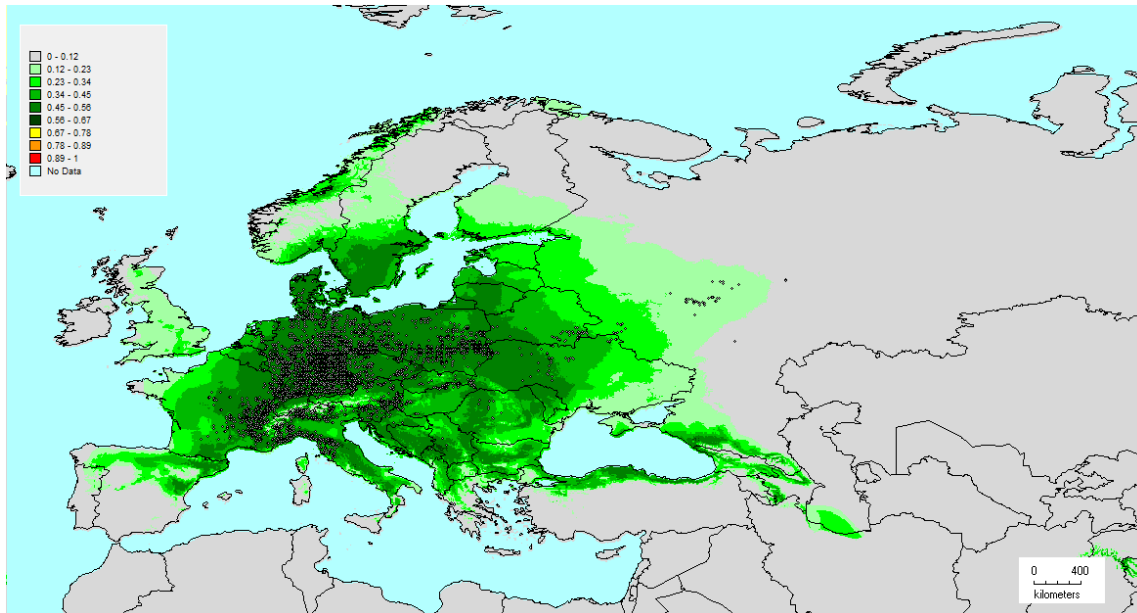 0 - 0.12
0.12 - 0.23
0.23 - 0.34
0.34 - 0.45
0.45 - 0.56
0.56 - 0.67
0.67 - 0.78
0.78 - 0.89
0.89 - 1
No Data
0 400
kilometers